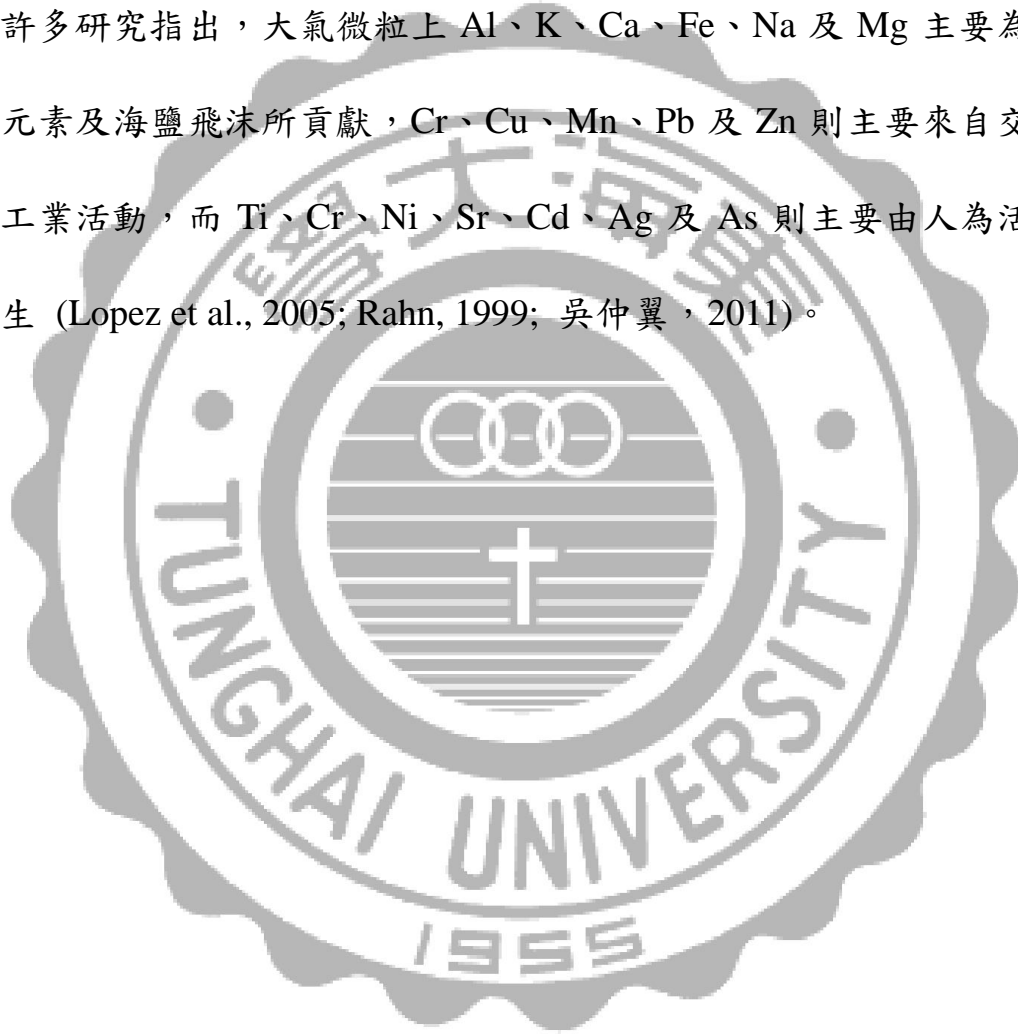 許多研究指出，大氣微粒上 Al、K、Ca、Fe、Na 及 Mg 主要為
元素及海鹽飛沫所貢獻，Cr、Cu、Mn、Pb 及 Zn 則主要來自交
工業活動，而 Ti、Cr、Ni、Sr、Cd、Ag 及 As 則主要由人為活
生 (Lopez et al., 2005; Rahn, 1999; 吳仲翼，2011)。
學大海東
TUNGHAI UNIVERSITY
1955